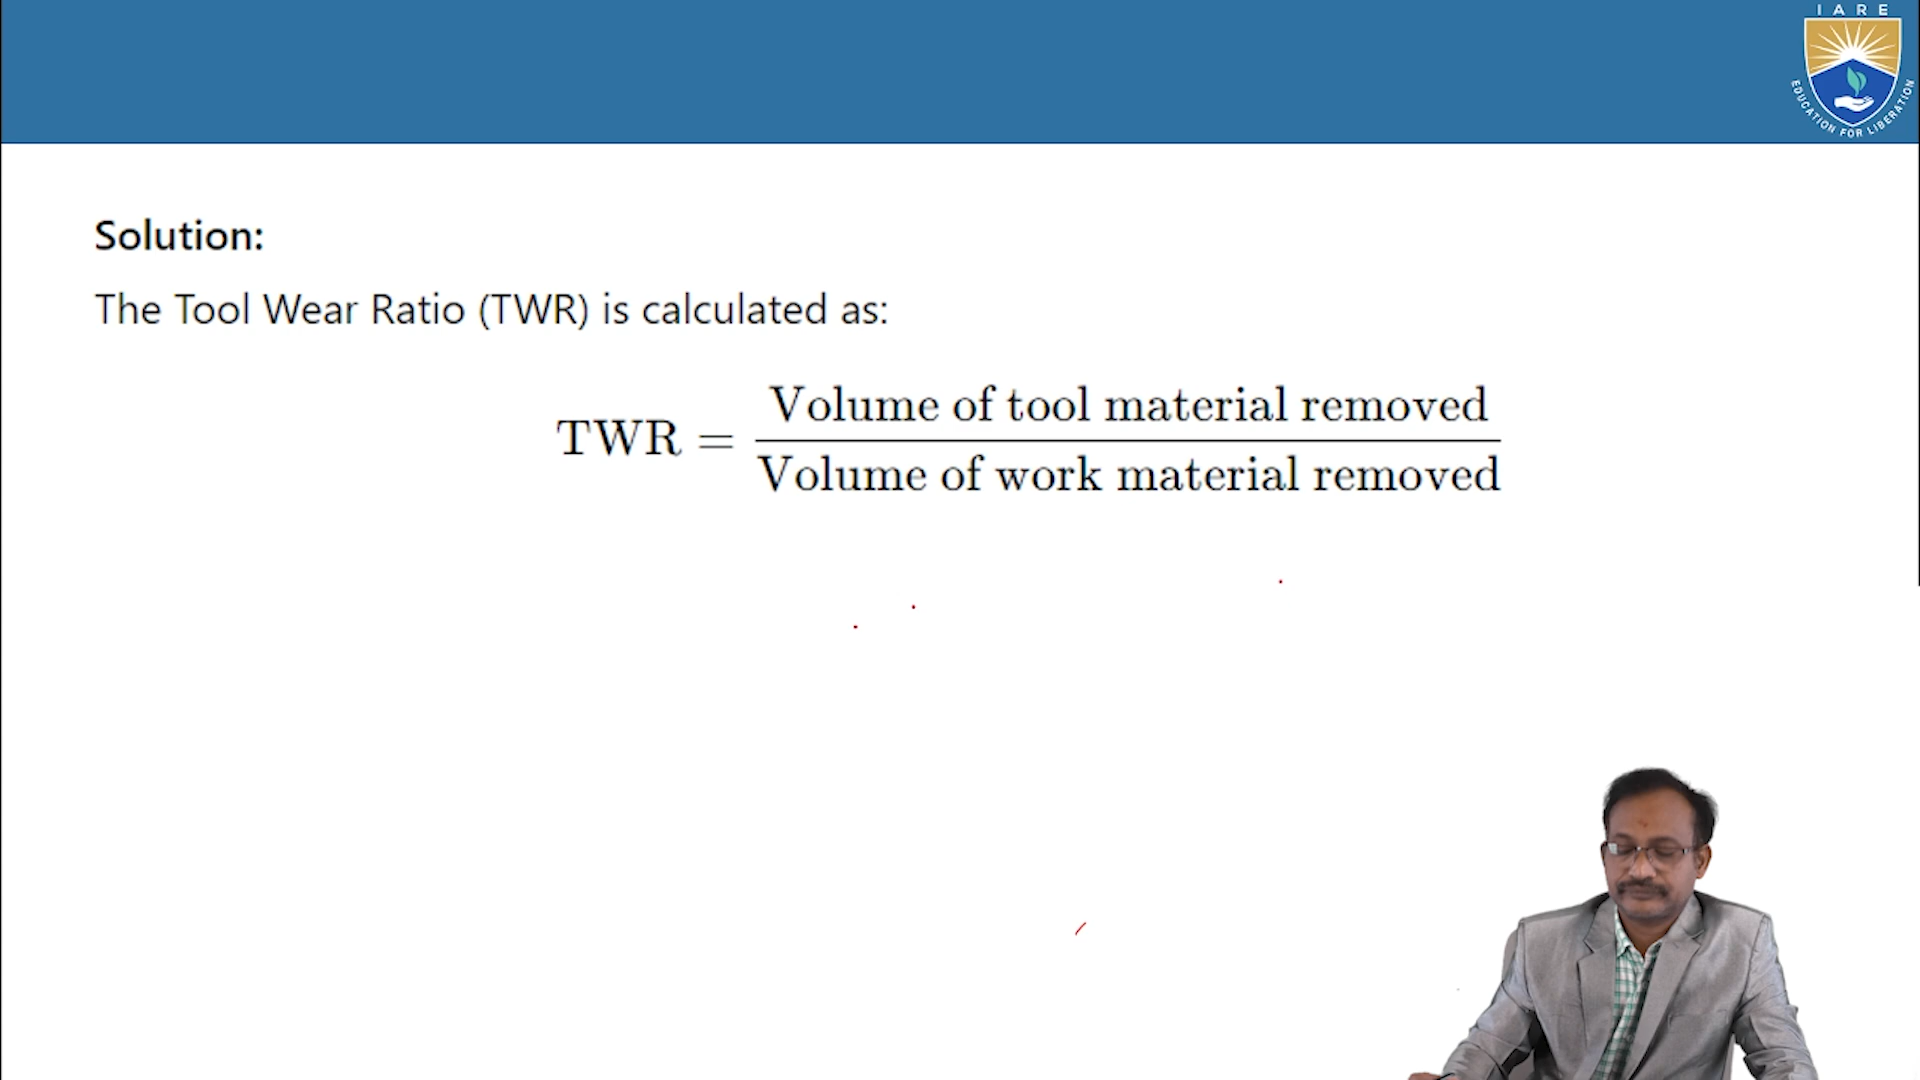 IARE
EDUCATION FOR LIBERATION
Solution:
The Tool Wear Ratio (TWR) is calculated as:
TWR = Volume of tool material removed
Volume of work material removed